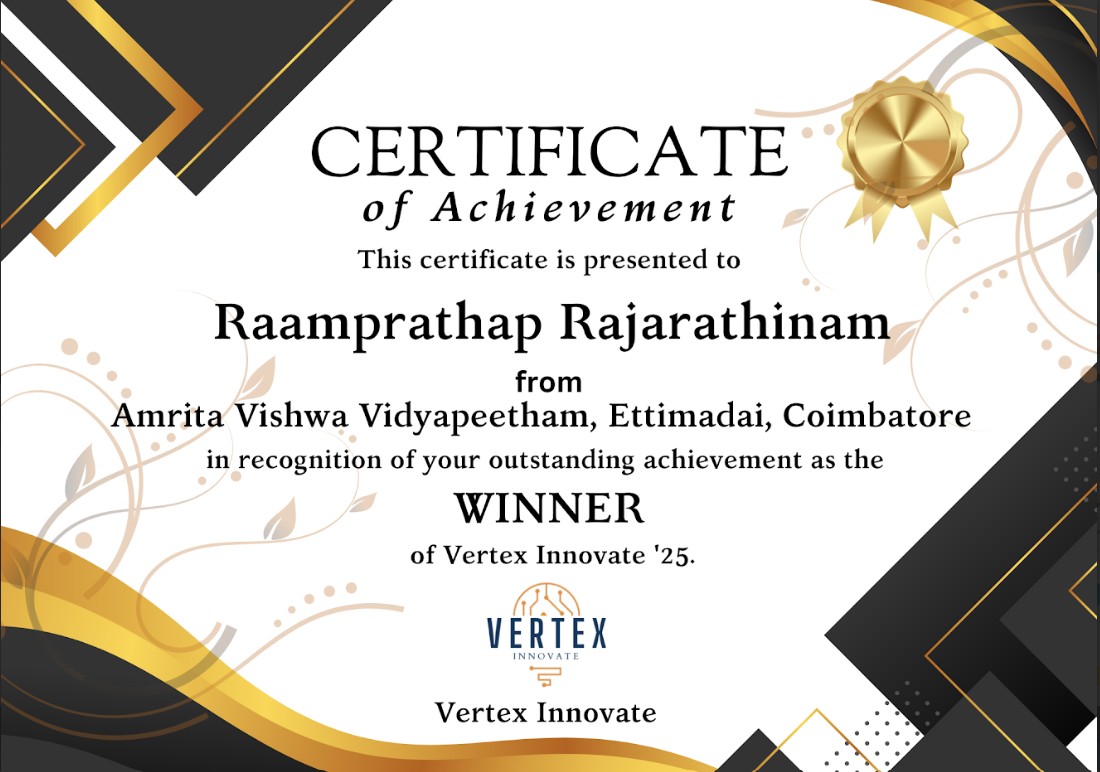 CERTIFICATE
of Achievement
This certificate is presented to
Raamprathap Rajarathinam
from
Amrita Vishwa Vidyapeetham, Ettimadai, Coimbatore
in recognition of your outstanding achievement as the
WINNER
of Vertex Innovate '25.
VERTEX
INNOVATE
Vertex Innovate